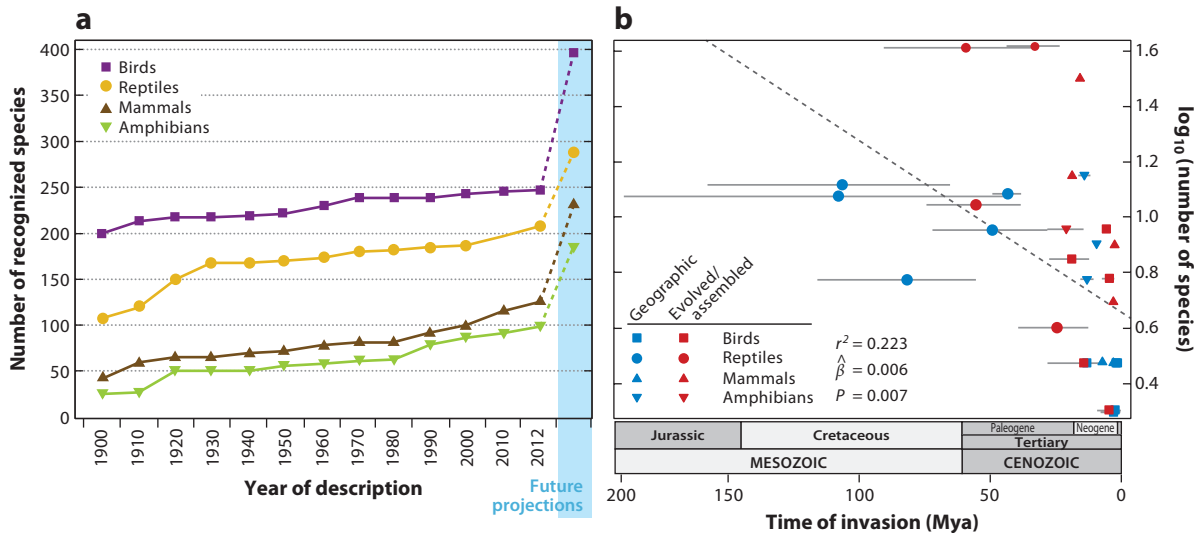 a
Number of recognized species
400
350
300
250
200
150
100
50
0
Birds
Reptiles
Mammals
Amphibians
1900
1910
1920
1930
1940
1950
1960
1970
1980
1990
2000
2010
2012
Year of description
Future
projections
b
1.6
1.4
1.2
1.0
0.8
0.6
0.4
log10 (number of species)
Geographic
Evolved/
assembled
Birds
Reptiles
Mammals
Amphibians
r² = 0.223
β̂ = 0.006
P = 0.007
Jurassic
Cretaceous
Paleogene
Neogene
Tertiary
MESOZOIC
CENOZOIC
200
150
100
50
0
Time of invasion (Mya)